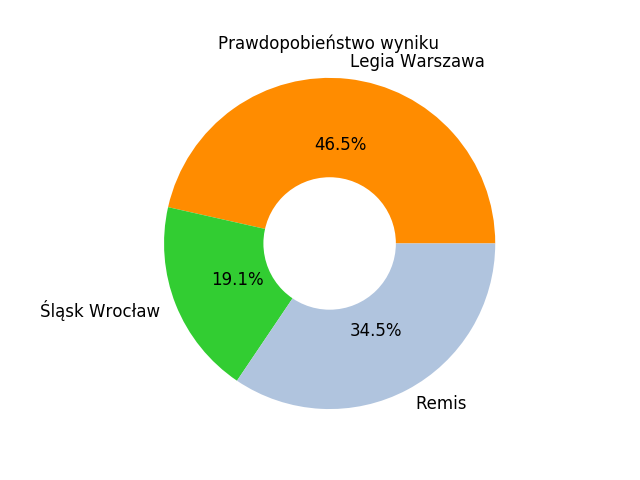 Prawdopobieństwo wyniku
Legia Warszawa
46.5%
19.1%
Śląsk Wrocław
34.5%
Remis